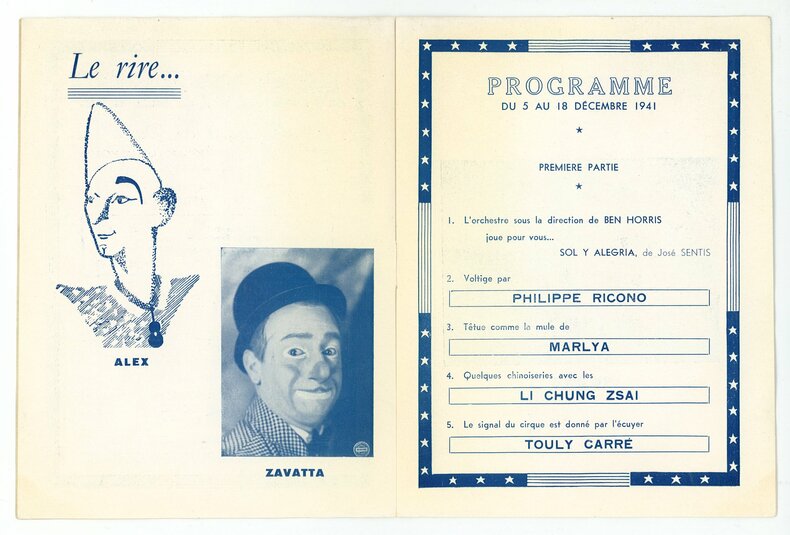 Le rire...
ALEX
ZAVATTA
PROGRAMME
DU 5 AU 18 DÉCEMBRE 1941
PREMIERE PARTIE
1. L'orchestre sous la direction de BEN HORRIS
joue pour vous...
SOL Y ALEGRIA, de José SENTIS
2. Voltige par
PHILIPPE RICONO
3. Têtue comme la mule de
MARLYA
4. Quelques chinoiseries avec les
LI CHUNG ZSAI
5. Le signal du cirque est donné par l'écuyer
TOULY CARRÉ